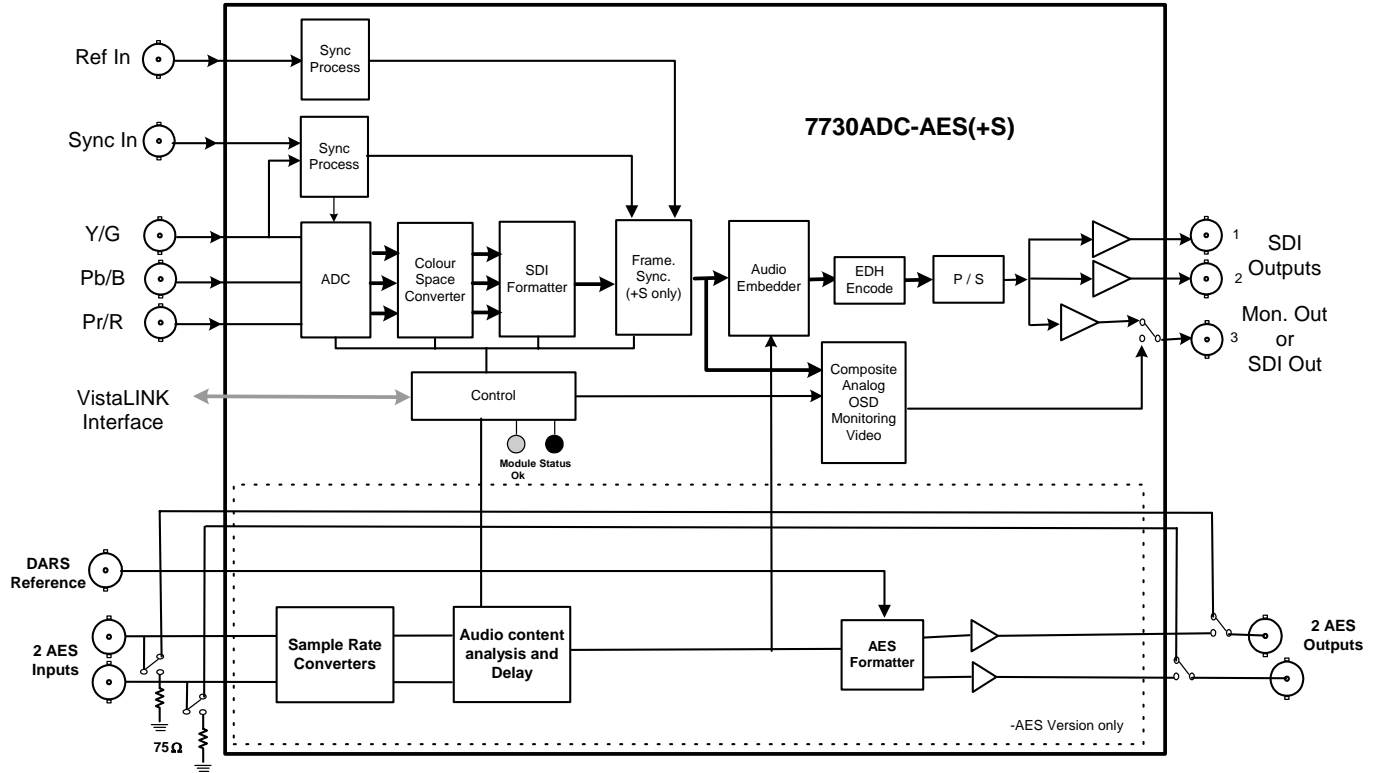 Ref In
Sync
Process
7730ADC-AES(+S)
Sync In
Sync
Process
Y/G
Pb/B
Pr/R
ADC
Colour
Space
Converter
SDI
Formatter
Frame.
Sync.
(+S only)
Audio
Embedder
EDH
Encode
P / S
1
2
SDI
Outputs
3
Mon. Out
or
SDI Out
VistaLINK
Interface
Control
Composite
Analog
OSD
Monitoring
Video
Module Status
Ok
DARS
Reference
2 AES
Inputs
Sample Rate
Converters
Audio content
analysis and
Delay
AES
Formatter
2 AES
Outputs
75Ω
-AES Version only